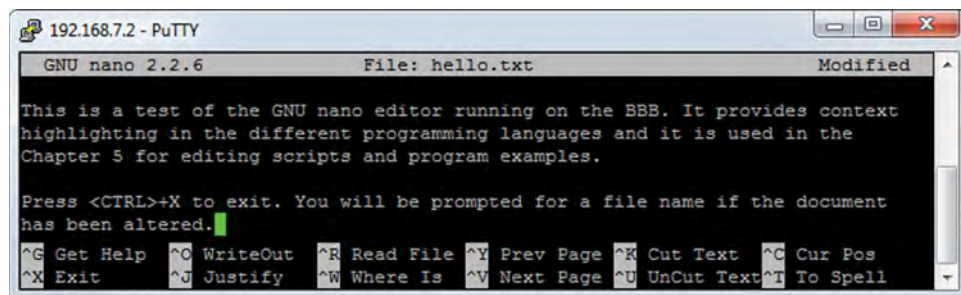 192.168.7.2 - PuTTY
GNU nano 2.2.6 File: hello.txt Modified
This is a test of the GNU nano editor running on the BBB. It provides context
highlighting in the different programming languages and it is used in the
Chapter 5 for editing scripts and program examples.
Press <CTRL>+X to exit. You will be prompted for a file name if the document
has been altered.
^G Get Help ^O WriteOut ^R Read File ^Y Prev Page ^K Cut Text ^C Cur Pos
^X Exit ^J Justify ^W Where Is ^V Next Page ^U UnCut Text ^T To Spell